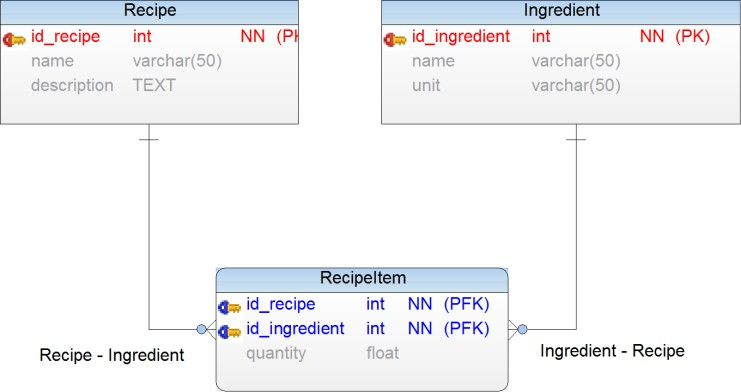 Recipe
id_recipe int NN (PK
name varchar(50)
description TEXT
Ingredient
id_ingredient int NN (PK)
name varchar(50)
unit varchar(50)
RecipeItem
id_recipe int NN (PFK)
id_ingredient int NN (PFK)
quantity float
Recipe - Ingredient
Ingredient - Recipe